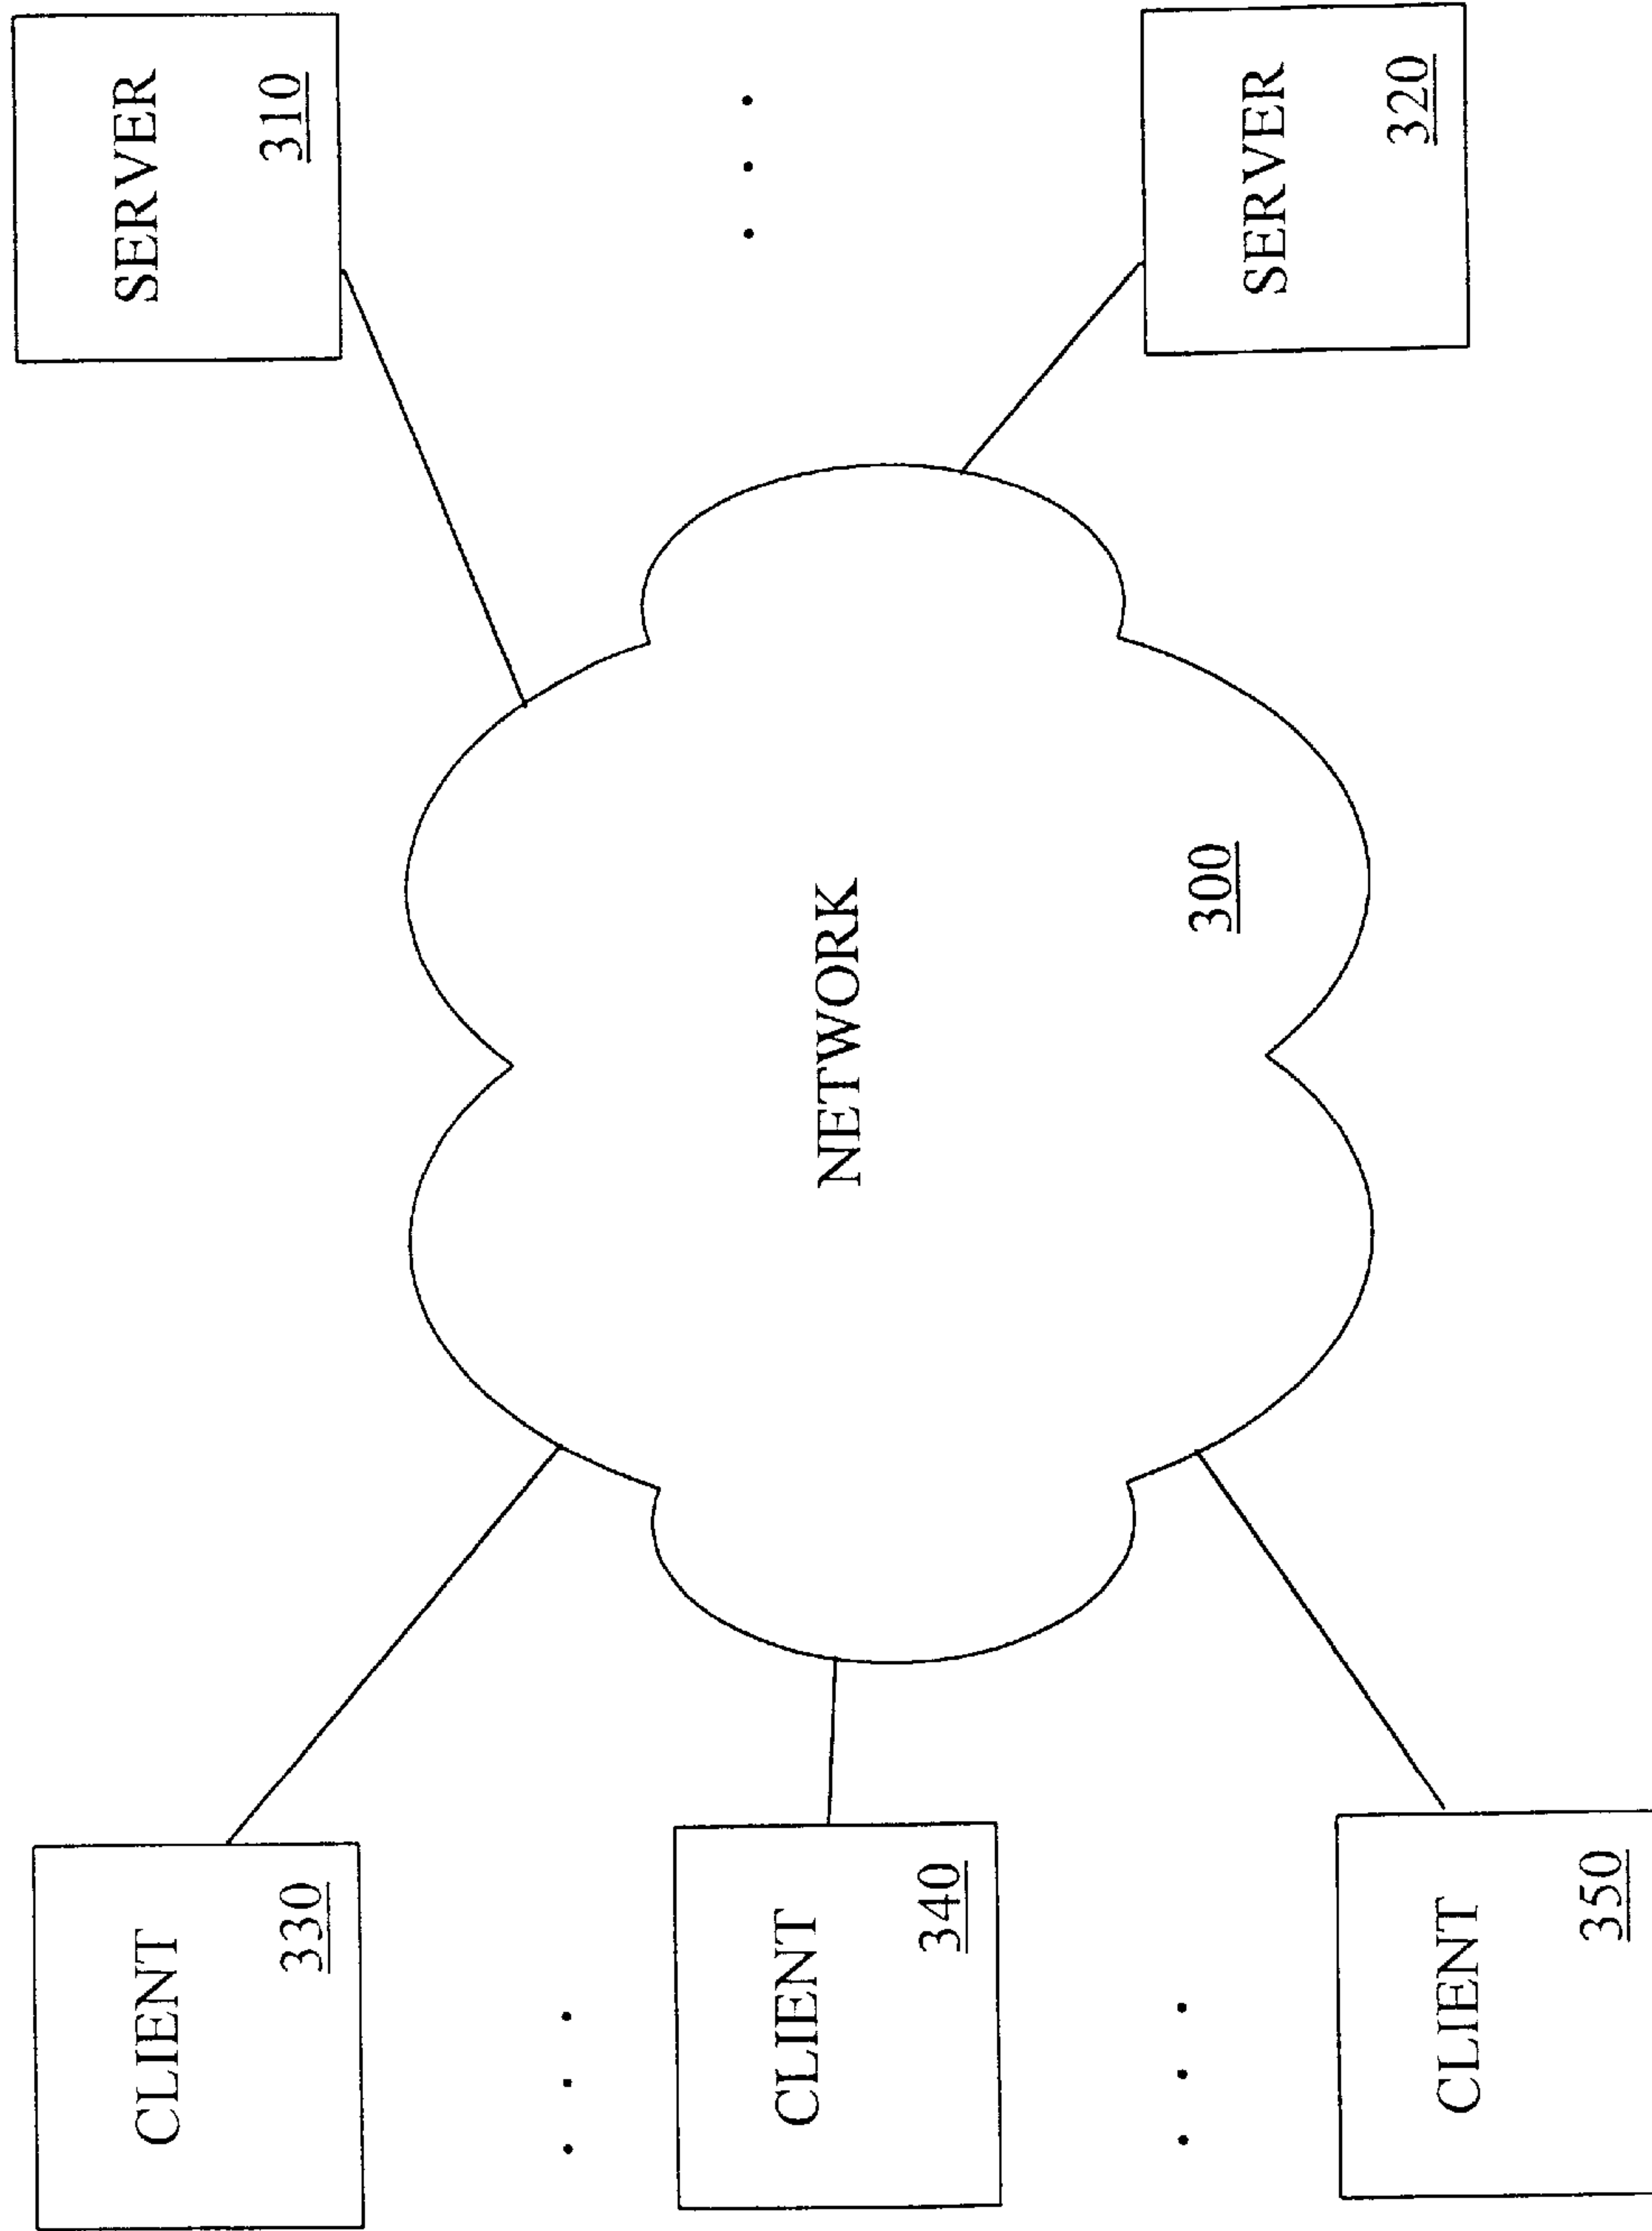 CLIENT
330
CLIENT
340
CLIENT
350
NETWORK
300
SERVER
310
SERVER
320